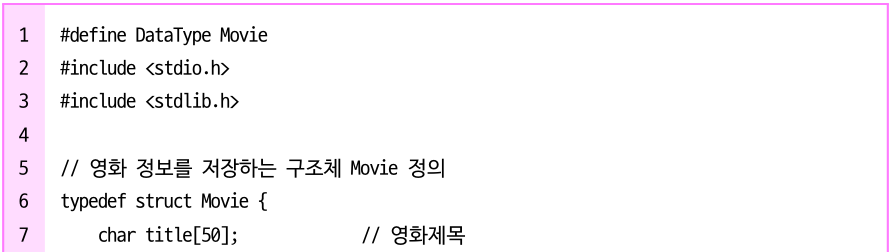 1 #define DataType Movie
2 #include <stdio.h>
3 #include <stdlib.h>
4
5 // 영화 정보를 저장하는 구조체 Movie 정의
6 typedef struct Movie {
7 char title[50]; // 영화제목